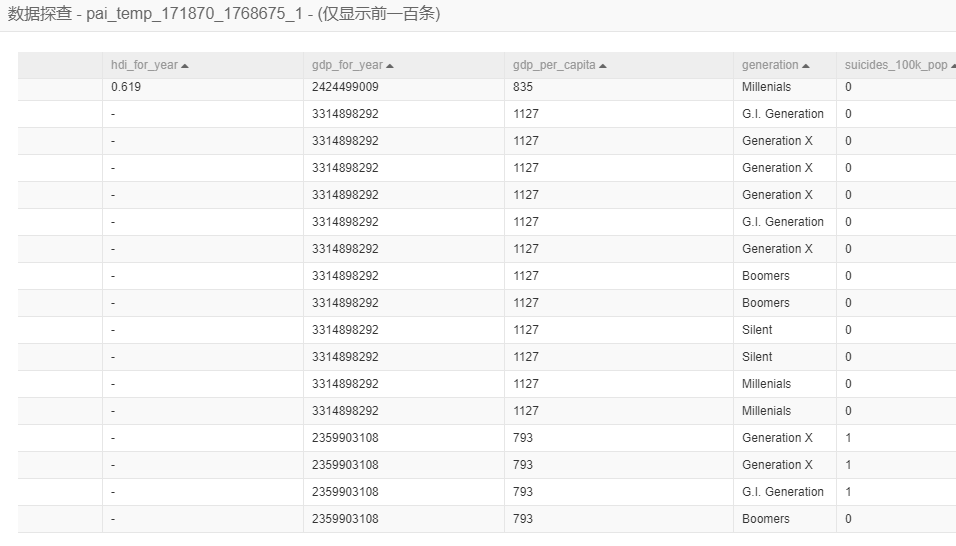 数据探查 - pai_temp_171870_1768675_1 - (仅显示前一百条)
hdi_for_year gdp_for_year gdp_per_capita generation suicides_100k_pop
0.619 2424499009 835 Millenials 0
- 3314898292 1127 G.I. Generation 0
- 3314898292 1127 Generation X 0
- 3314898292 1127 Generation X 0
- 3314898292 1127 Generation X 0
- 3314898292 1127 G.I. Generation 0
- 3314898292 1127 Generation X 0
- 3314898292 1127 Boomers 0
- 3314898292 1127 Boomers 0
- 3314898292 1127 Silent 0
- 3314898292 1127 Silent 0
- 3314898292 1127 Millenials 0
- 3314898292 1127 Millenials 0
- 2359903108 793 Generation X 1
- 2359903108 793 Generation X 1
- 2359903108 793 G.I. Generation 1
- 2359903108 793 Boomers 0